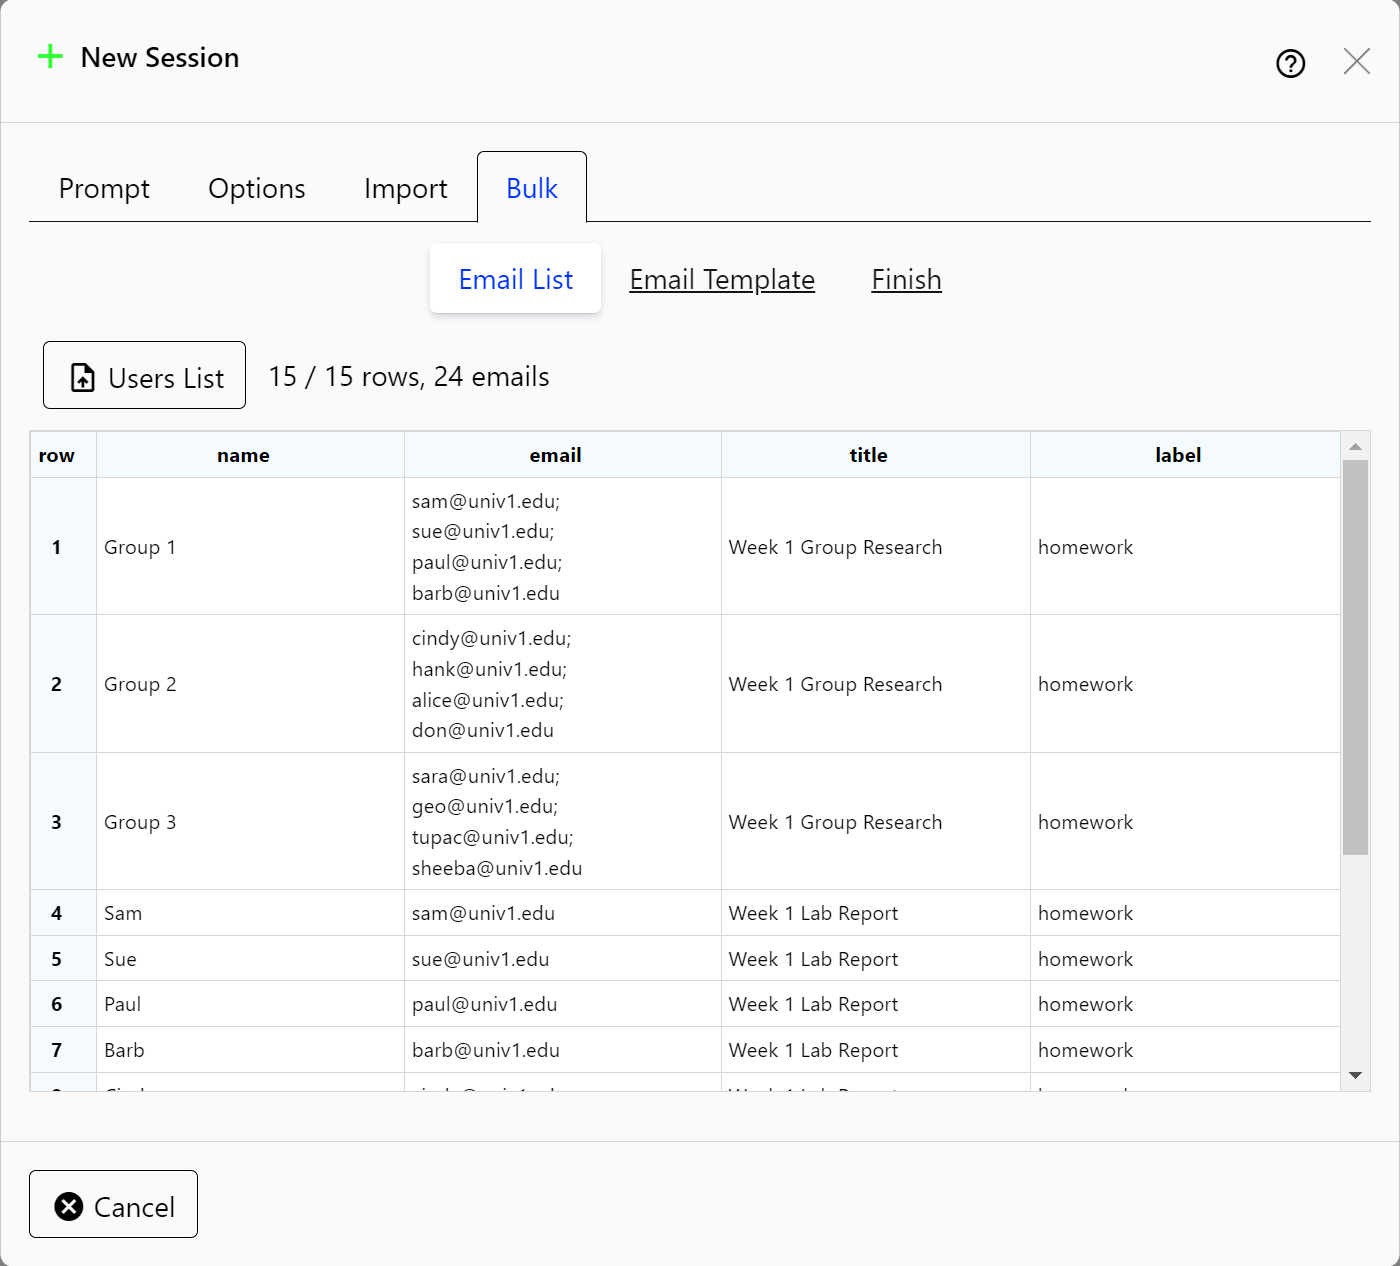 New Session
Prompt Options Import Bulk
Email List Email Template Finish
Users List 15 / 15 rows, 24 emails
row name email title label
1 Group 1 sam@univ1.edu; Week 1 Group Research homework
sue@univ1.edu;
paul@univ1.edu;
barb@univ1.edu
2 Group 2 cindy@univ1.edu; Week 1 Group Research homework
hank@univ1.edu;
alice@univ1.edu;
don@univ1.edu
3 Group 3 sara@univ1.edu; Week 1 Group Research homework
geo@univ1.edu;
tupac@univ1.edu;
sheeba@univ1.edu
4 Sam sam@univ1.edu Week 1 Lab Report homework
5 Sue sue@univ1.edu Week 1 Lab Report homework
6 Paul paul@univ1.edu Week 1 Lab Report homework
7 Barb barb@univ1.edu Week 1 Lab Report homework
Cancel